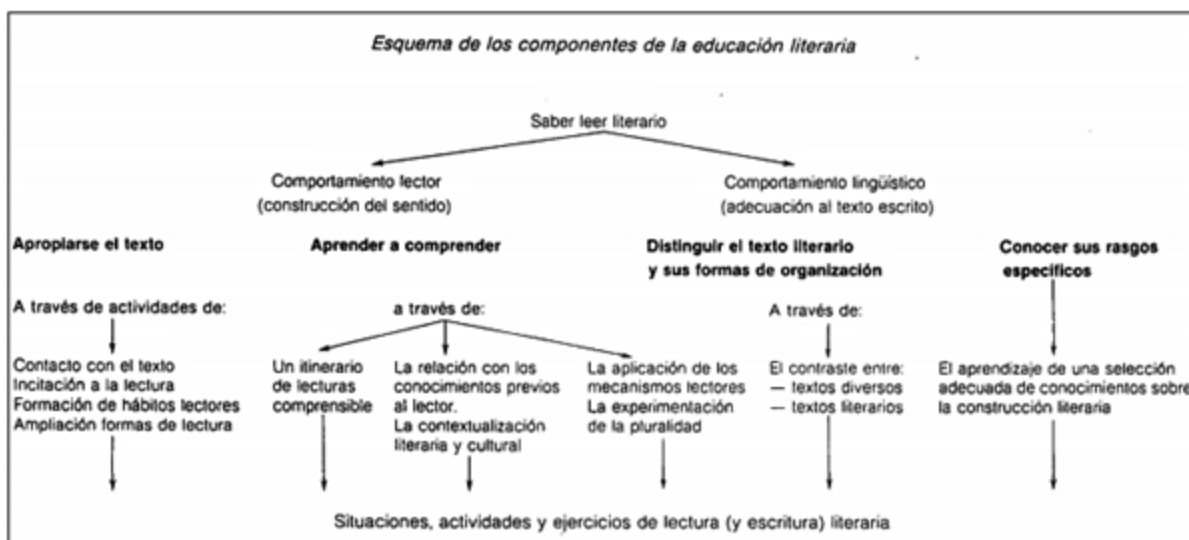 Esquema de los componentes de la educación literaria
Saber leer literario
Comportamiento lector
(construcción del sentido)
Comportamiento lingüístico
(adecuación al texto escrito)
Apropiarse el texto
Aprender a comprender
Distinguir el texto literario
y sus formas de organización
Conocer sus rasgos
específicos
A través de actividades de:
a través de:
A través de:
Contacto con el texto
Incitación a la lectura
Formación de hábitos lectores
Ampliación formas de lectura
Un itinerario
de lecturas
comprensible
La relación con los
conocimientos previos
al lector.
La contextualización
literaria y cultural
La aplicación de los
mecanismos lectores
La experimentación
de la pluralidad
El contraste entre:
— textos diversos
— textos literarios
El aprendizaje de una selección
adecuada de conocimientos sobre
la construcción literaria
Situaciones, actividades y ejercicios de lectura (y escritura) literaria